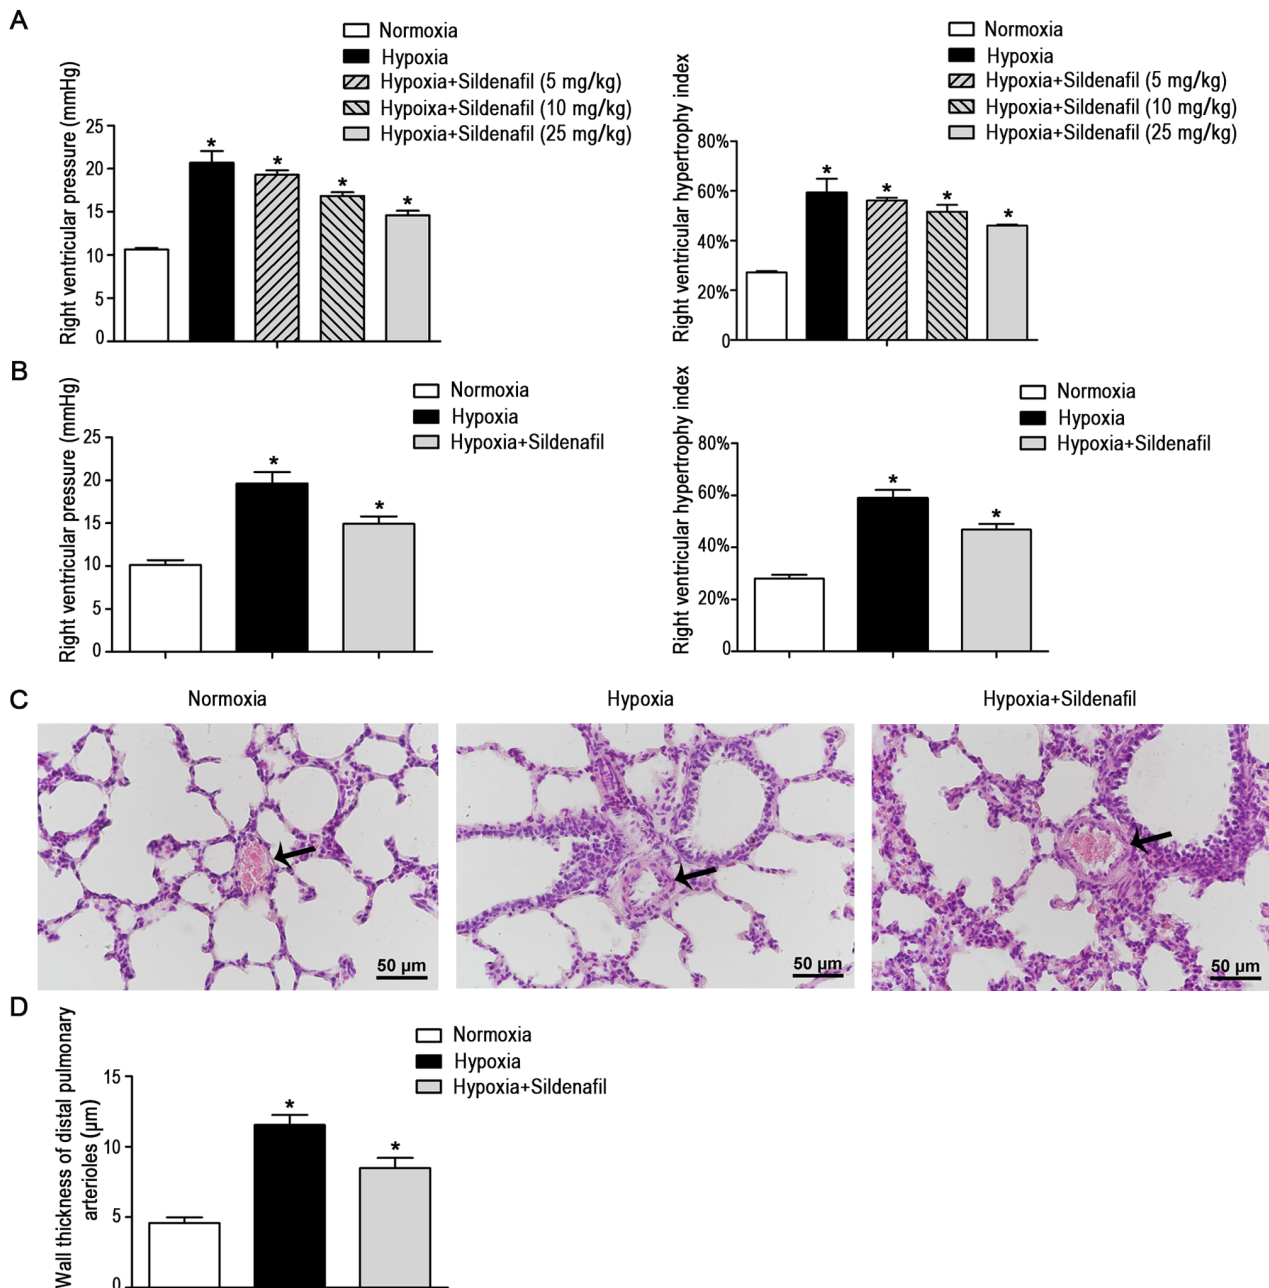 A
Normoxia
Hypoxia
Hypoxia+Sildenafil (5 mg/kg)
Hypoixa+Sildenafil (10 mg/kg)
Hypoxia+Sildenafil (25 mg/kg)
Right ventricular pressure (mmHg)
25
20
15
10
5
0
* * * *
Normoxia
Hypoxia
Hypoxia+Sildenafil (5 mg/kg)
Hypoxia+Sildenafil (10 mg/kg)
Hypoxia+Sildenafil (25 mg/kg)
Right ventricular hypertrophy index
80%
60%
40%
20%
0
* * * *
B
Normoxia
Hypoxia
Hypoxia+Sildenafil
Right ventricular pressure (mmHg)
25
20
15
10
5
0
* *
Normoxia
Hypoxia
Hypoxia+Sildenafil
Right ventricular hypertrophy index
80%
60%
40%
20%
0
* *
C
Normoxia
Hypoxia
Hypoxia+Sildenafil
50 µm
50 µm
50 µm
D
Normoxia
Hypoxia
Hypoxia+Sildenafil
Wall thickness of distal pulmonary
arterioles (µm)
15
10
5
0
* *